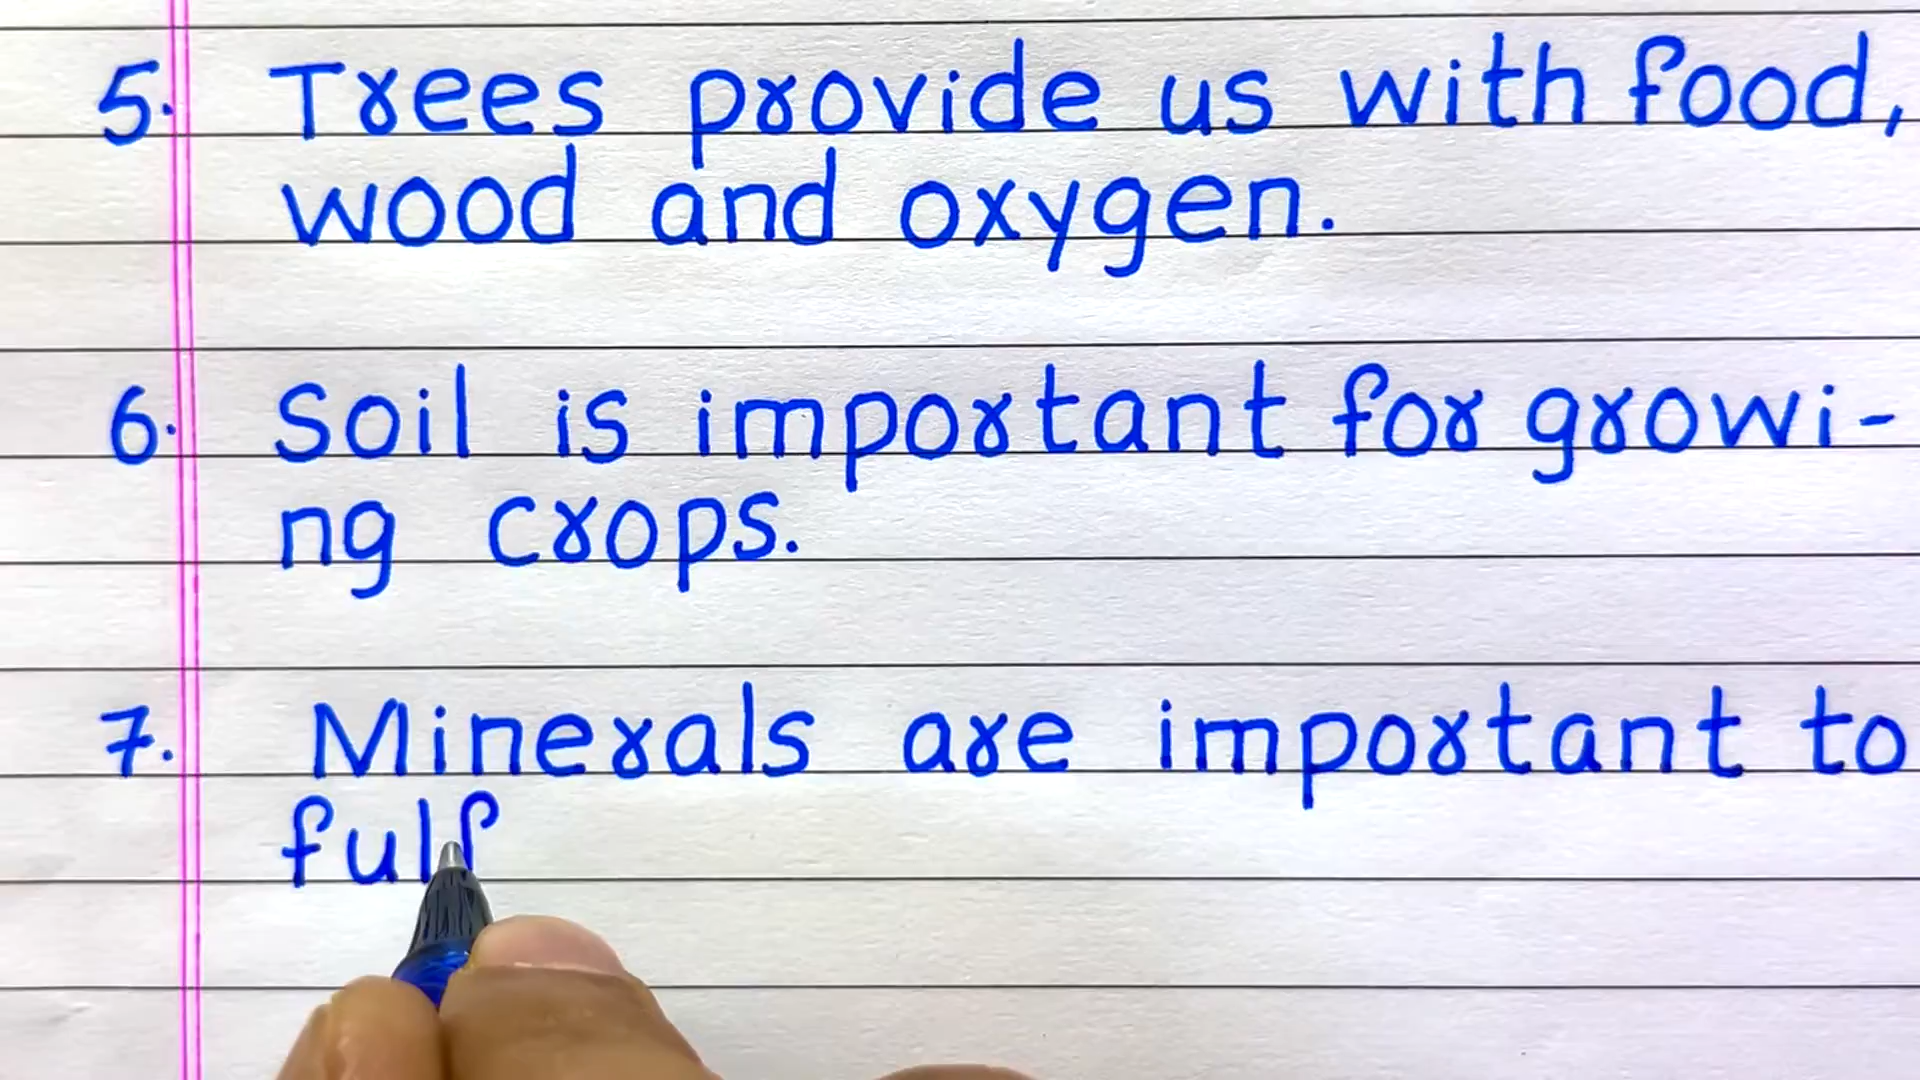 5. Trees provide us with food,
wood and oxygen.
6. Soil is important for growi-
ng crops.
7. Minerals are important to
fulf